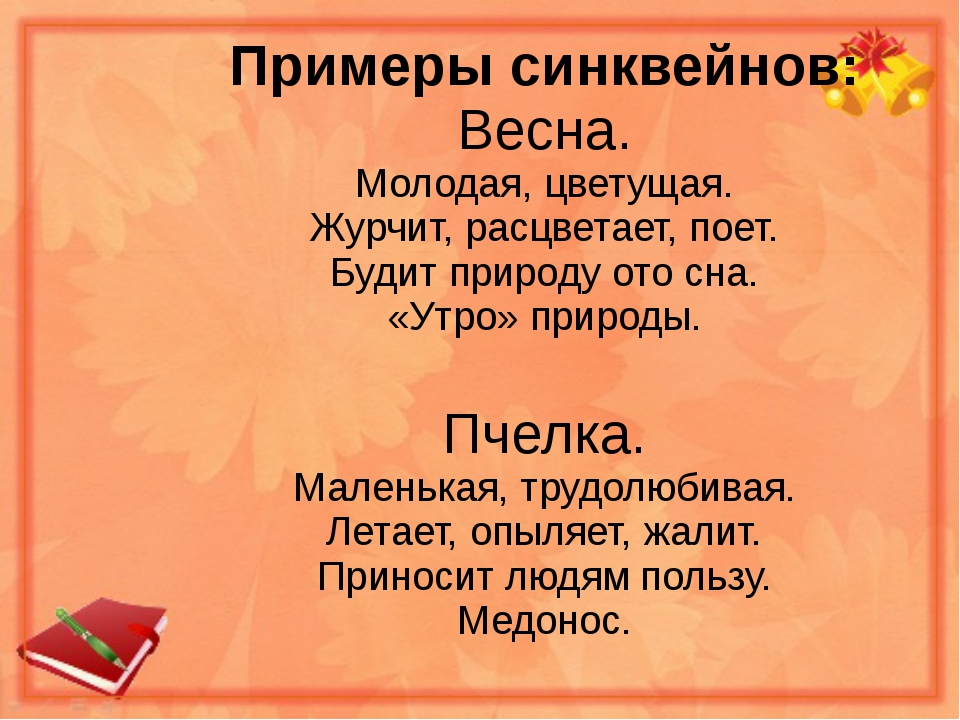 Примеры синквейнов:
Весна.
Молодая, цветущая.
Журчит, расцветает, поет.
Будит природу ото сна.
«Утро» природы.
Пчелка.
Маленькая, трудолюбивая.
Летает, опыляет, жалит.
Приносит людям пользу.
Медонос.